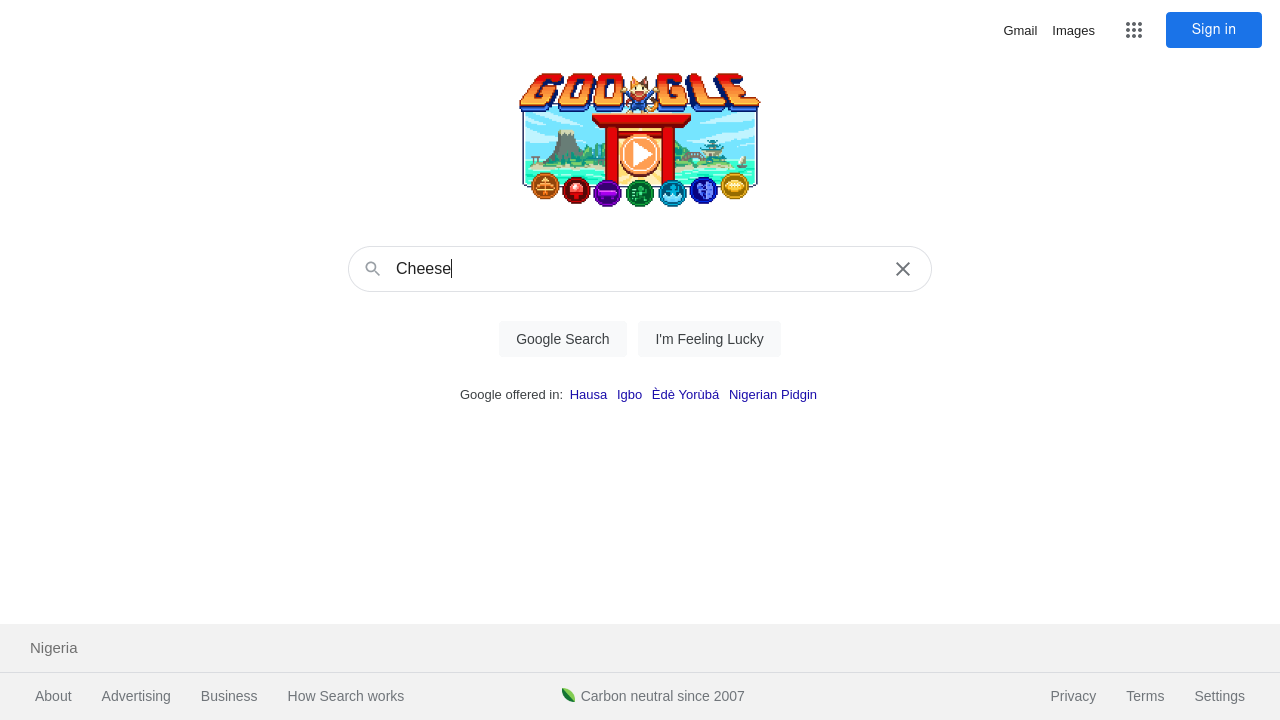 Gmail Images Sign in
GOOGLE
Cheese
Google Search I'm Feeling Lucky
Google offered in: Hausa Igbo Èdè Yorùbá Nigerian Pidgin
Nigeria
About Advertising Business How Search works Carbon neutral since 2007 Privacy Terms Settings